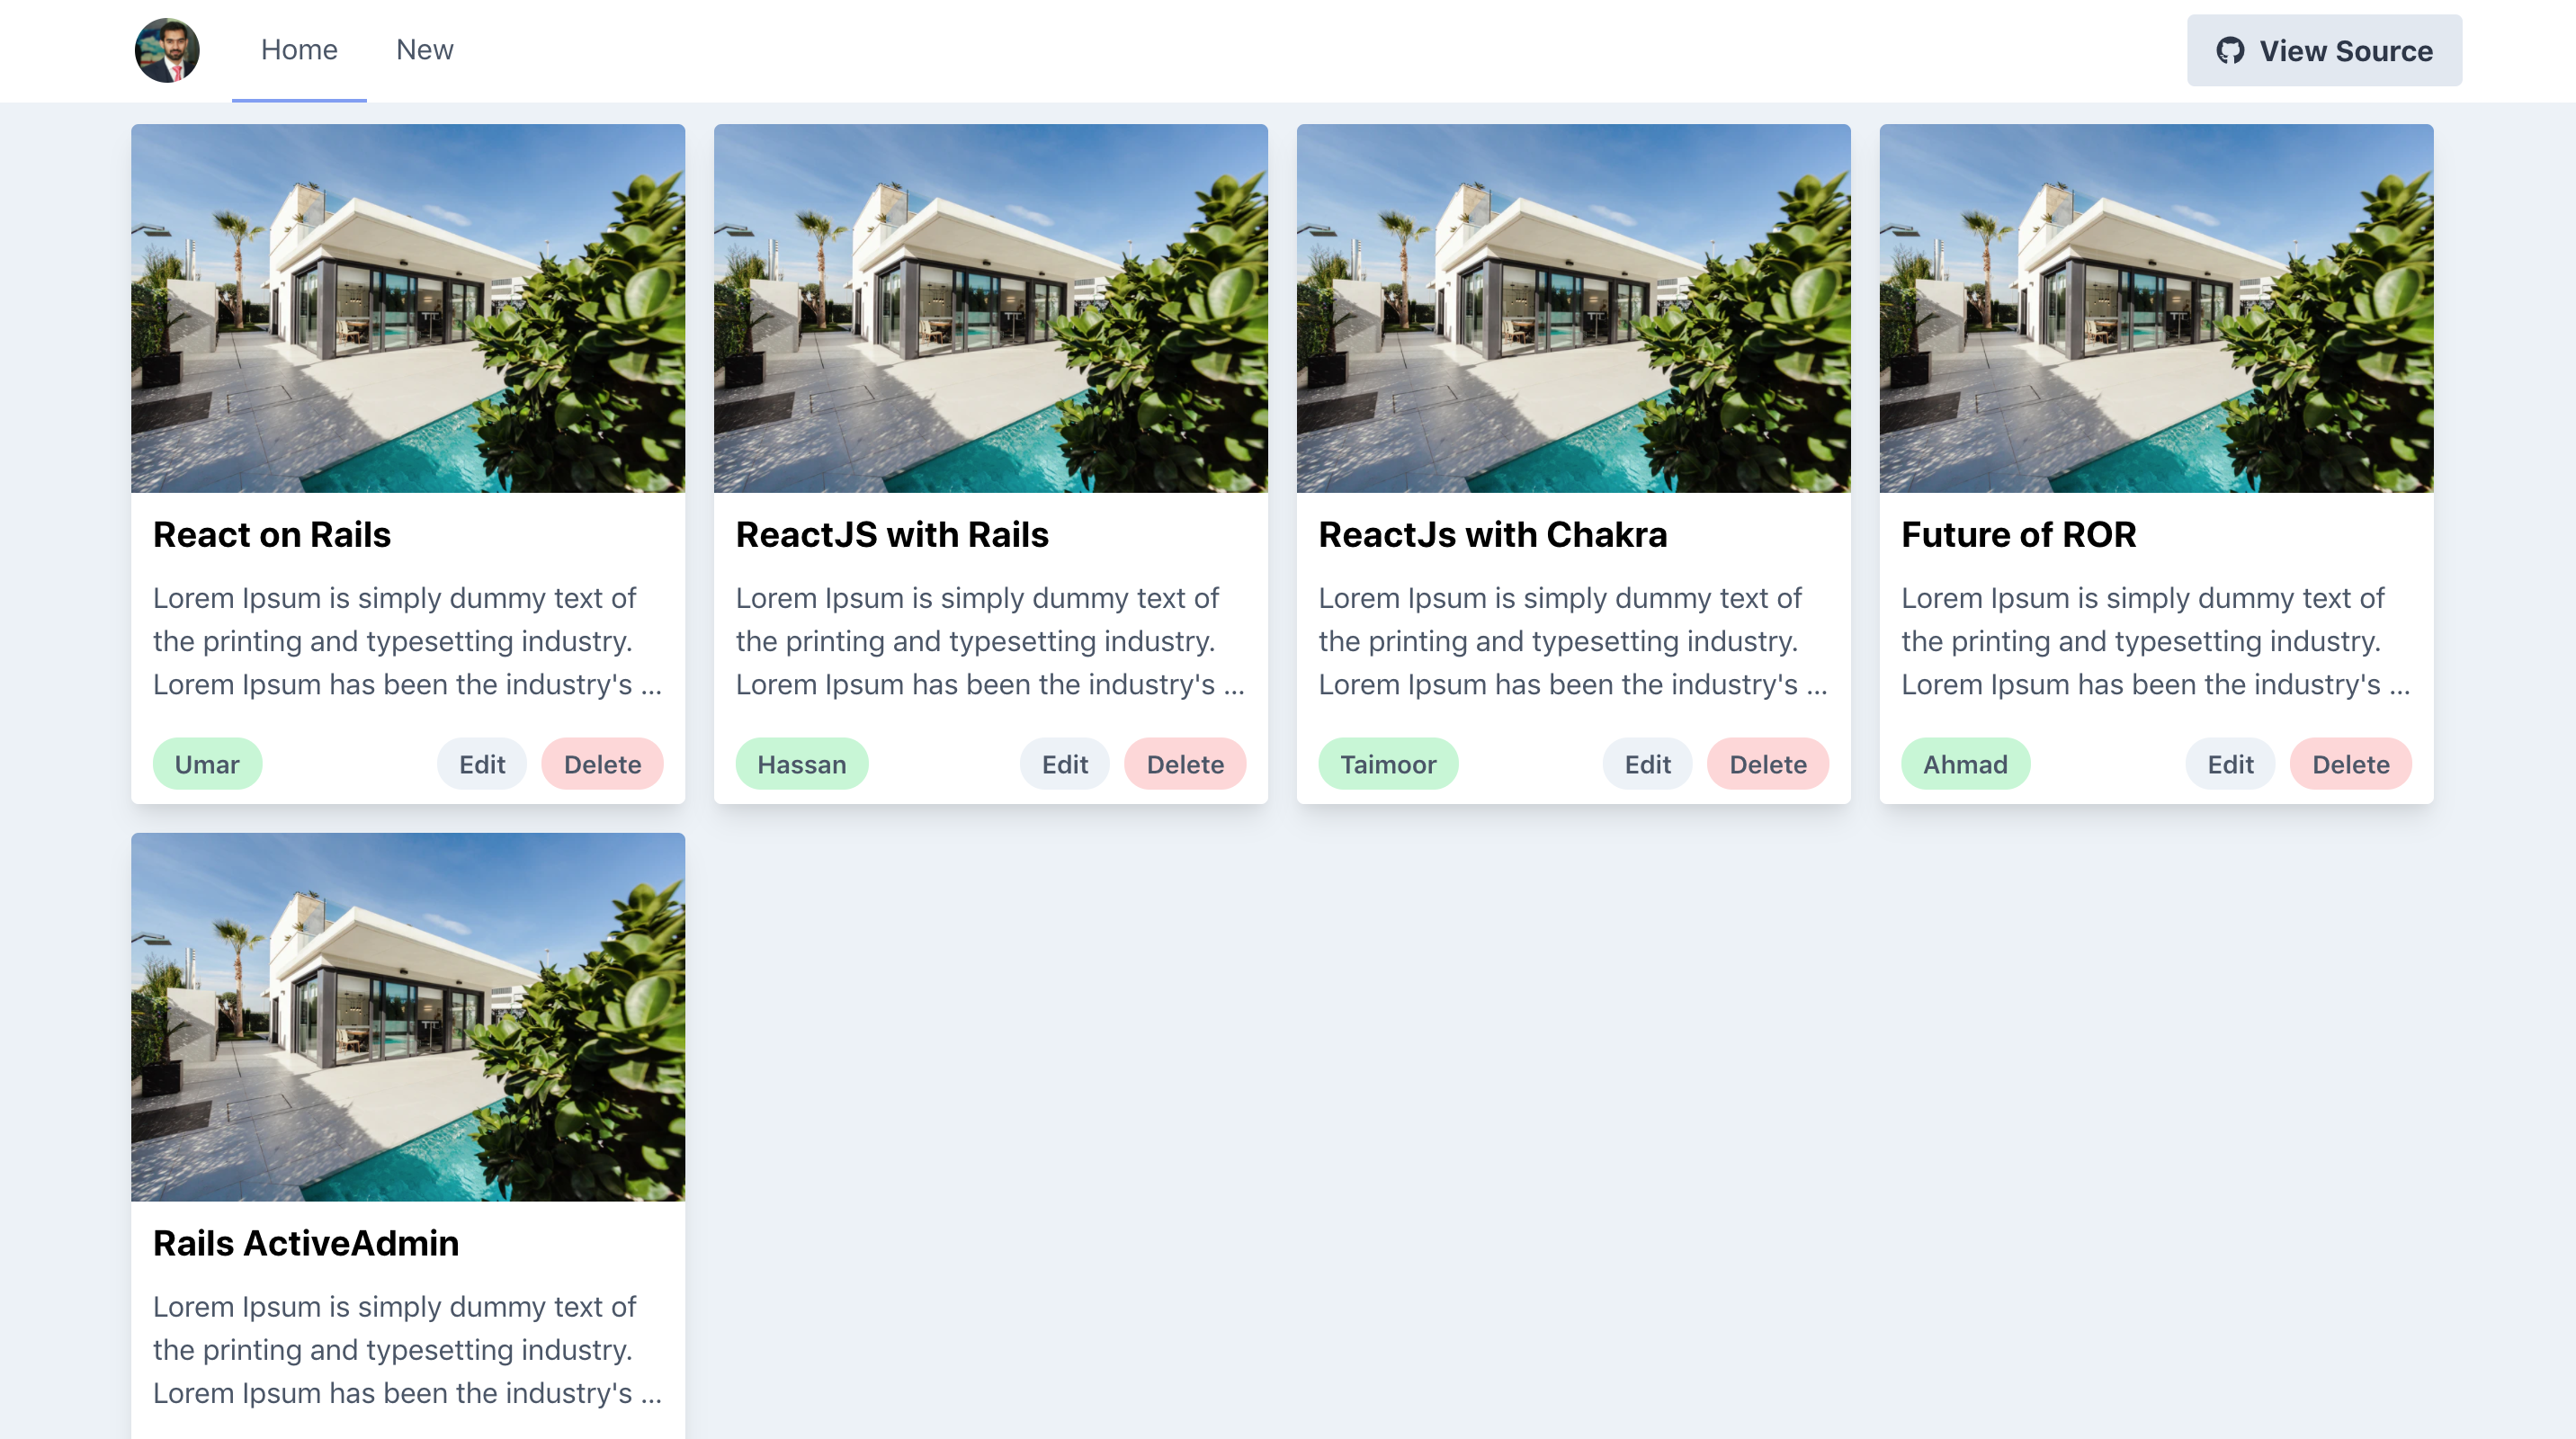 Home New View Source
React on Rails
Lorem Ipsum is simply dummy text of
the printing and typesetting industry.
Lorem Ipsum has been the industry's ...
Umar Edit Delete
ReactJS with Rails
Lorem Ipsum is simply dummy text of
the printing and typesetting industry.
Lorem Ipsum has been the industry's ...
Hassan Edit Delete
ReactJs with Chakra
Lorem Ipsum is simply dummy text of
the printing and typesetting industry.
Lorem Ipsum has been the industry's ...
Taimoor Edit Delete
Future of ROR
Lorem Ipsum is simply dummy text of
the printing and typesetting industry.
Lorem Ipsum has been the industry's ...
Ahmad Edit Delete
Rails ActiveAdmin
Lorem Ipsum is simply dummy text of
the printing and typesetting industry.
Lorem Ipsum has been the industry's ...